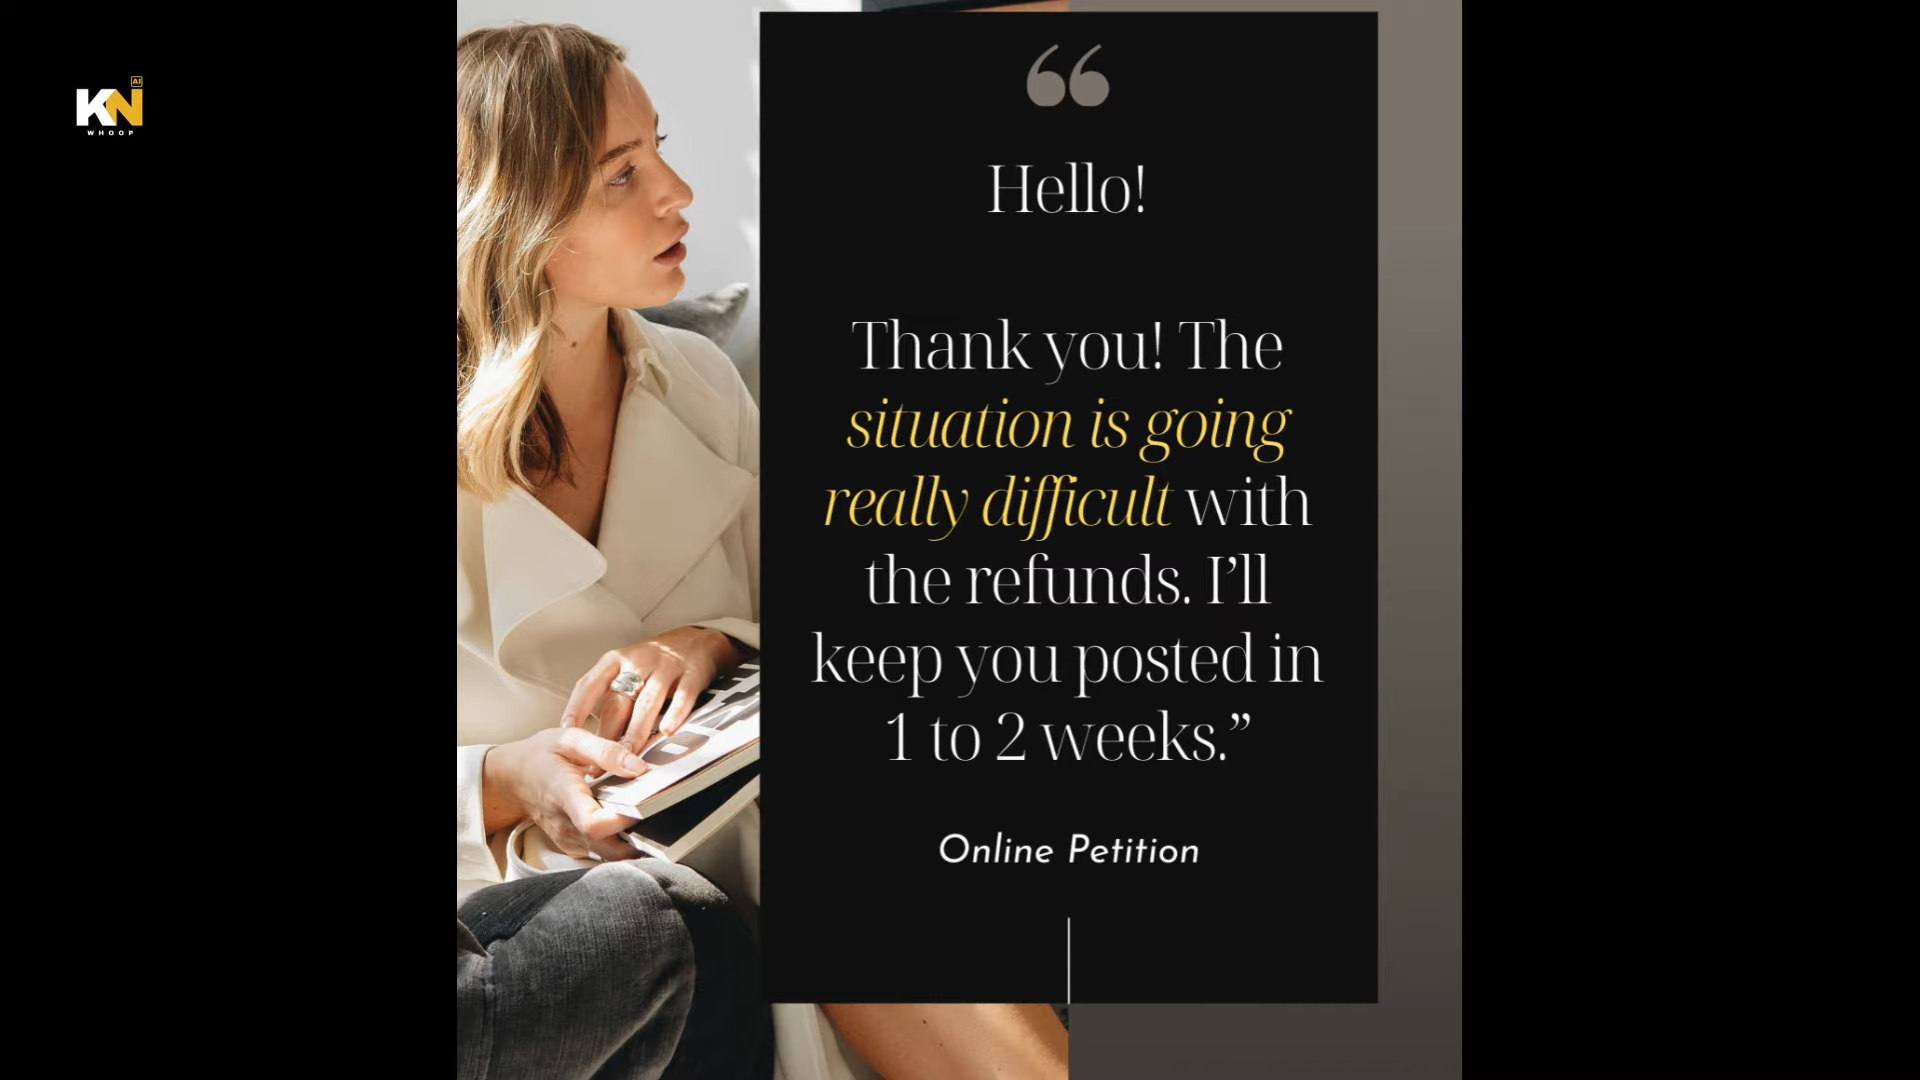 AI
KN
WHOOP
“
Hello!
Thank you! The
situation is going
really difficult with
the refunds. I’ll
keep you posted in
1 to 2 weeks.”
Online Petition